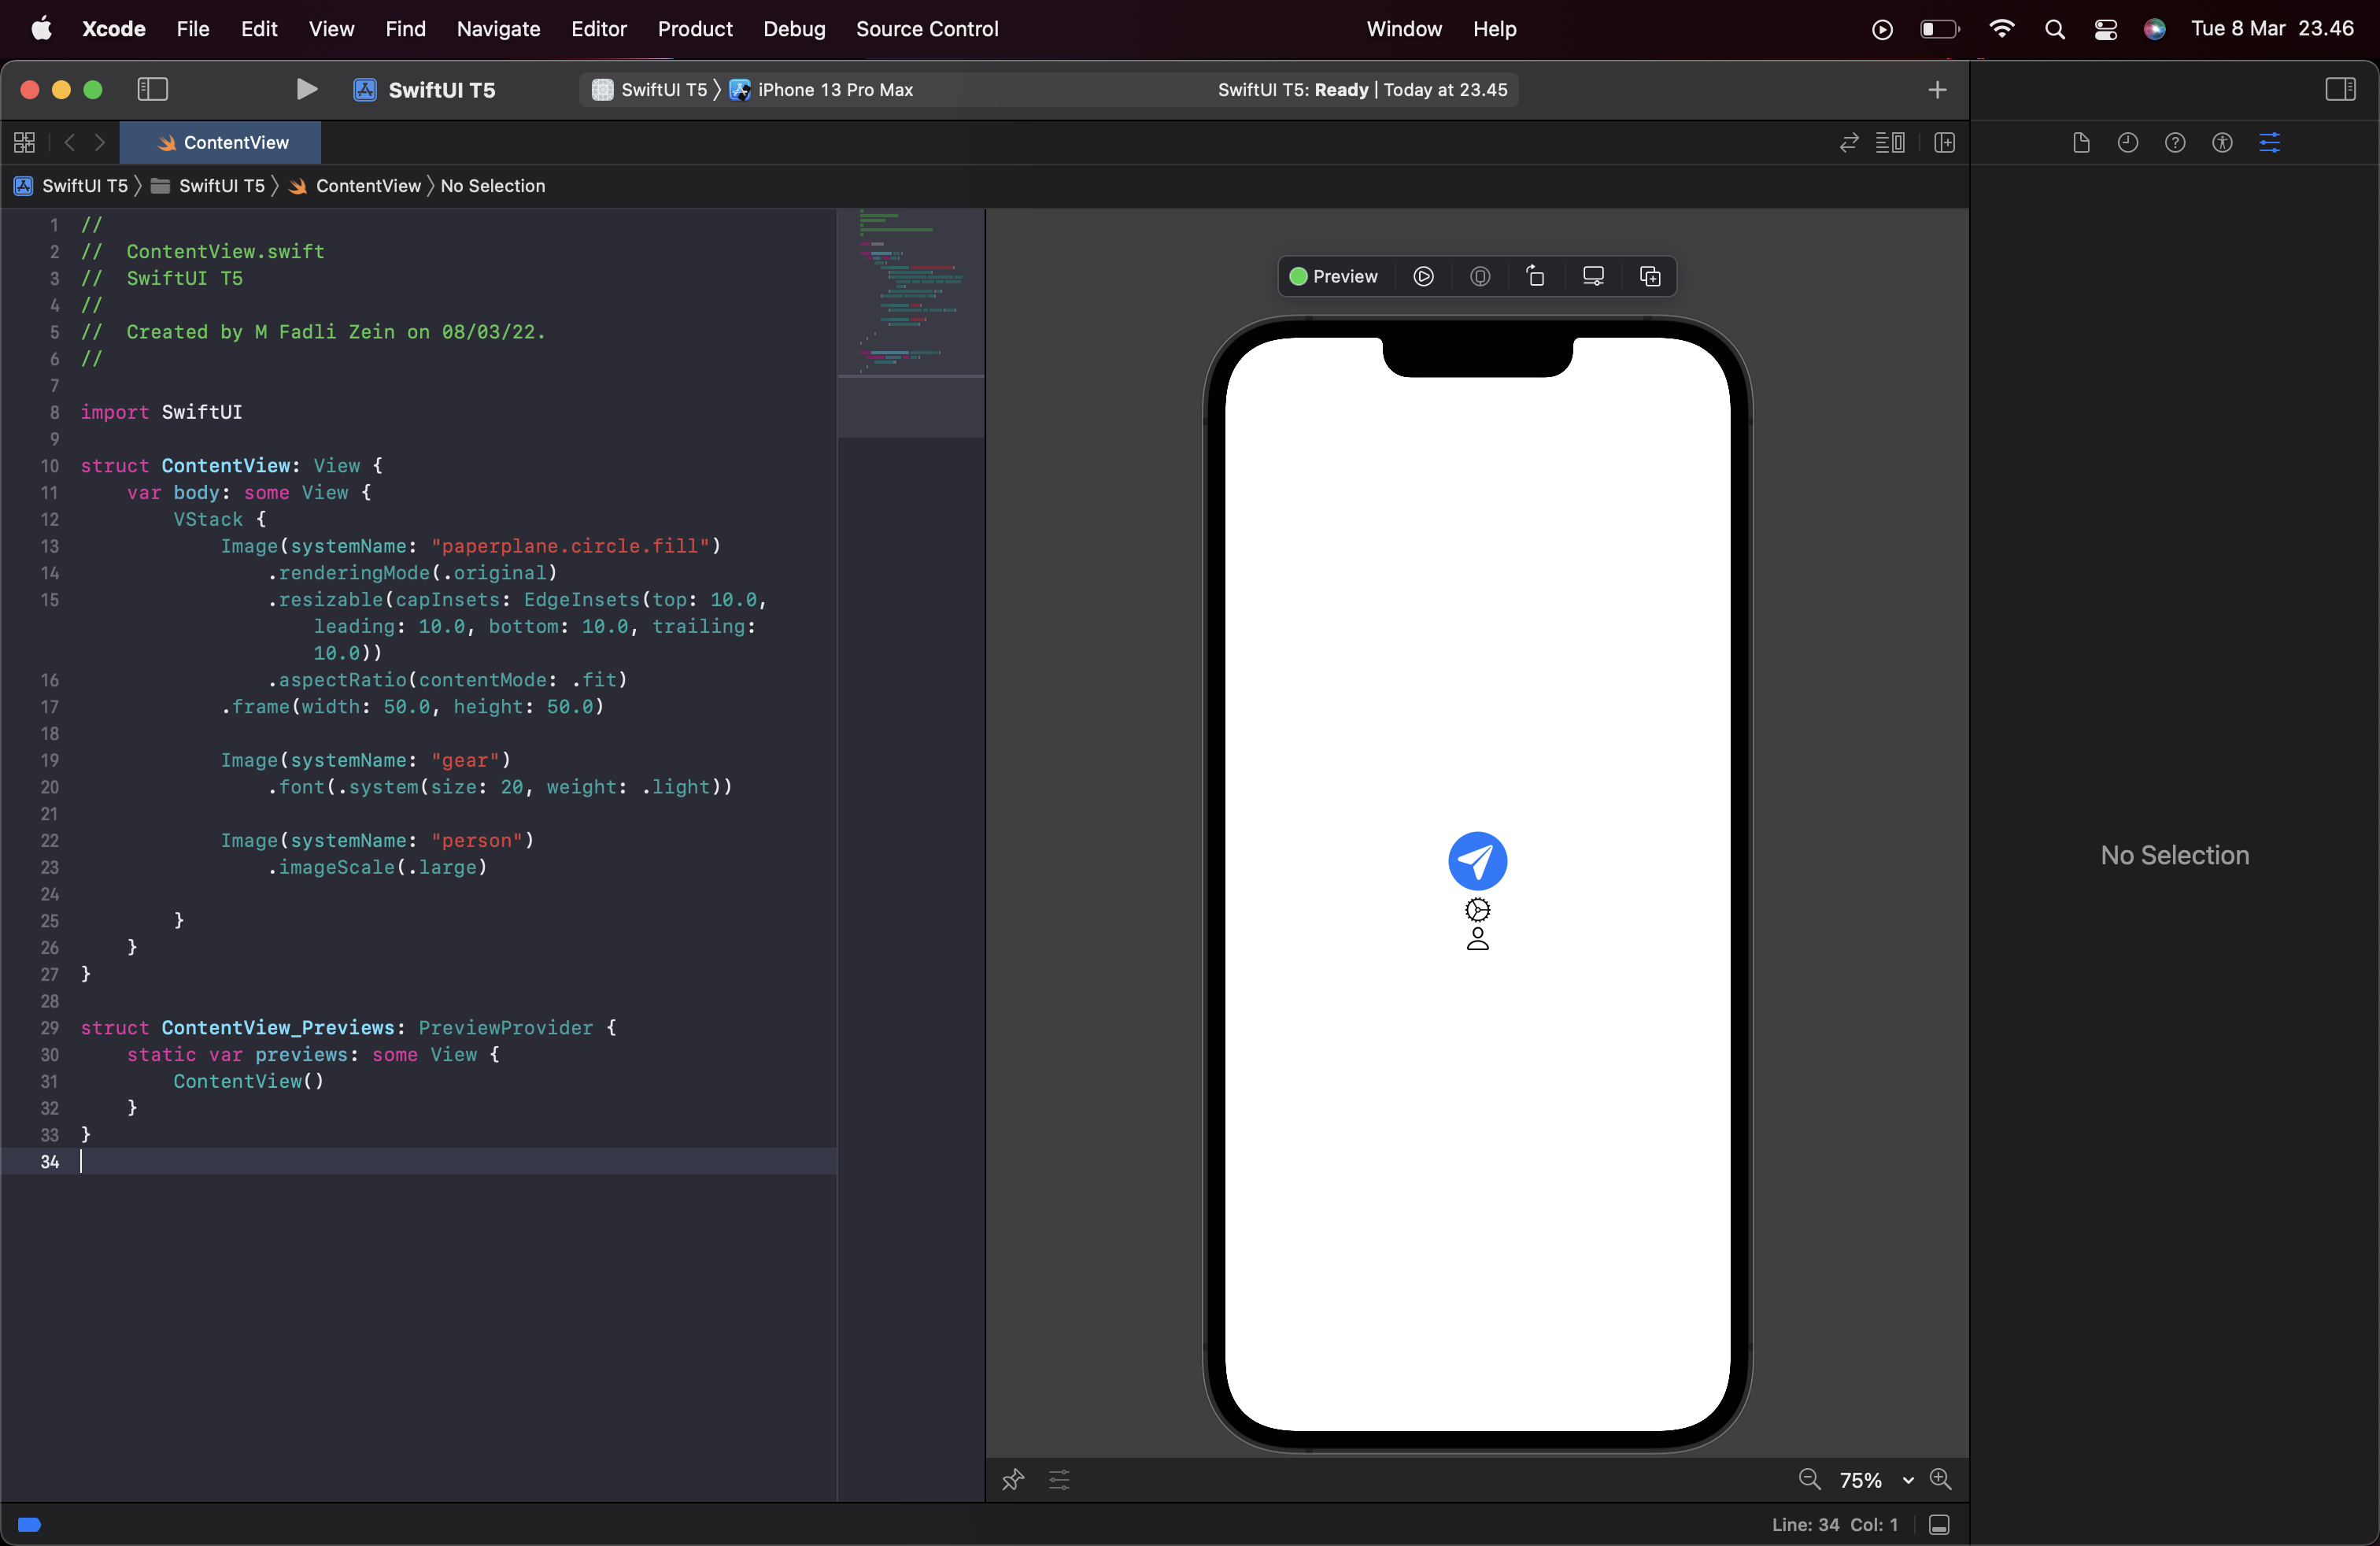 Xcode File Edit View Find Navigate Editor Product Debug Source Control Window Help Tue 8 Mar 23.46
SwiftUI T5 SwiftUI T5 iPhone 13 Pro Max SwiftUI T5: Ready | Today at 23.45
ContentView
SwiftUI T5 SwiftUI T5 ContentView No Selection
1 //
2 // ContentView.swift
3 // SwiftUI T5
4 //
5 // Created by M Fadli Zein on 08/03/22.
6 //
7
8 import SwiftUI
9
10 struct ContentView: View {
11 var body: some View {
12 VStack {
13 Image(systemName: "paperplane.circle.fill")
14 .renderingMode(.original)
15 .resizable(capInsets: EdgeInsets(top: 10.0,
leading: 10.0, bottom: 10.0, trailing:
10.0))
16 .aspectRatio(contentMode: .fit)
17 .frame(width: 50.0, height: 50.0)
18
19 Image(systemName: "gear")
20 .font(.system(size: 20, weight: .light))
21
22 Image(systemName: "person")
23 .imageScale(.large)
24
25 }
26 }
27 }
28
29 struct ContentView_Previews: PreviewProvider {
30 static var previews: some View {
31 ContentView()
32 }
33 }
34
Preview
No Selection
75%
Line: 34 Col: 1